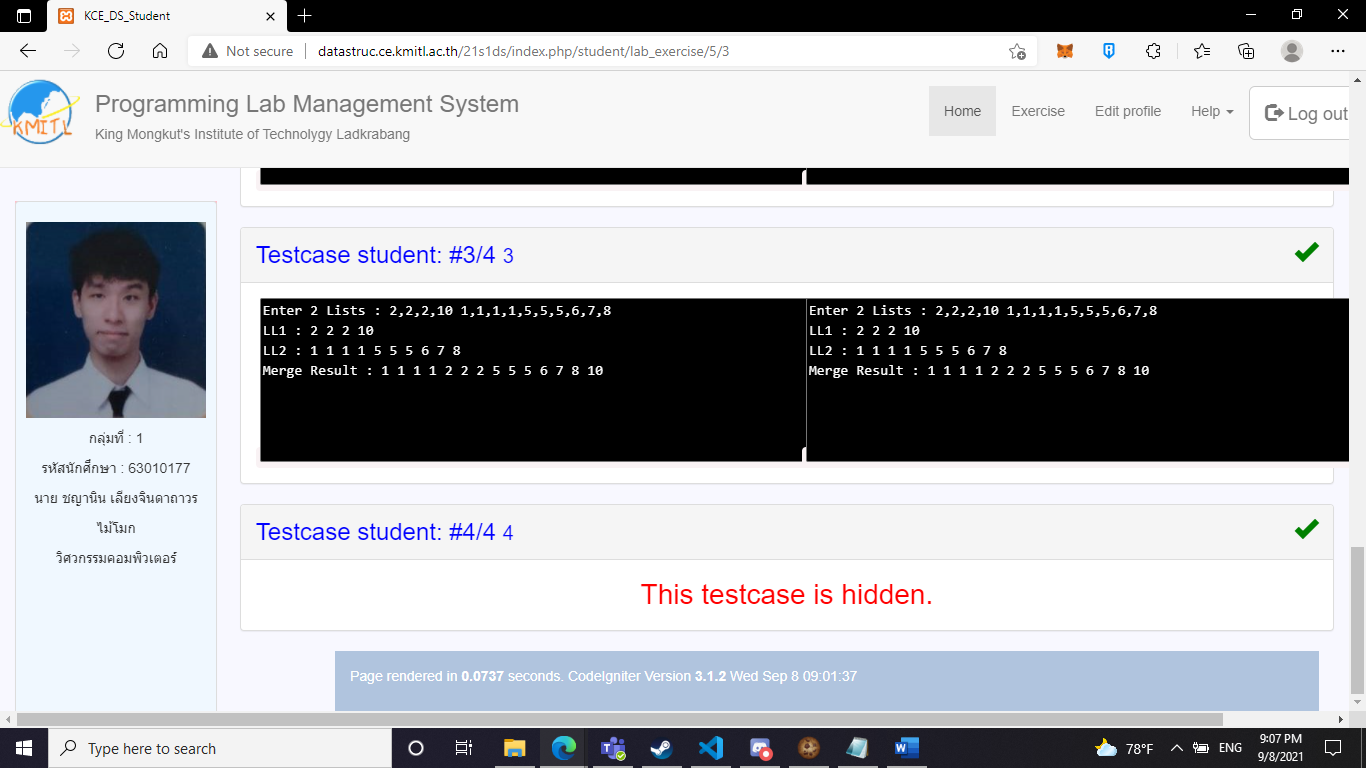 KCE_DS_Student
Not secure
datastruc.ce.kmitl.ac.th/21s1ds/index.php/student/lab_exercise/5/3
KMITL
Programming Lab Management System
King Mongkut's Institute of Technolygy Ladkrabang
Home
Exercise
Edit profile
Help
Log out
Testcase student: #3/4 3
Enter 2 Lists : 2,2,2,10 1,1,1,1,5,5,5,6,7,8
LL1 : 2 2 2 10
LL2 : 1 1 1 1 5 5 5 6 7 8
Merge Result : 1 1 1 1 2 2 2 5 5 5 6 7 8 10
Enter 2 Lists : 2,2,2,10 1,1,1,1,5,5,5,6,7,8
LL1 : 2 2 2 10
LL2 : 1 1 1 1 5 5 5 6 7 8
Merge Result : 1 1 1 1 2 2 2 5 5 5 6 7 8 10
กลุ่มที่ : 1
รหัสนักศึกษา : 63010177
นาย ชญานิน เลียงจินดาถาวร
ไม้โมก
วิศวกรรมคอมพิวเตอร์
Testcase student: #4/4 4
This testcase is hidden.
Page rendered in 0.0737 seconds. CodeIgniter Version 3.1.2 Wed Sep 8 09:01:37
Type here to search
78°F
ENG
9:07 PM
9/8/2021